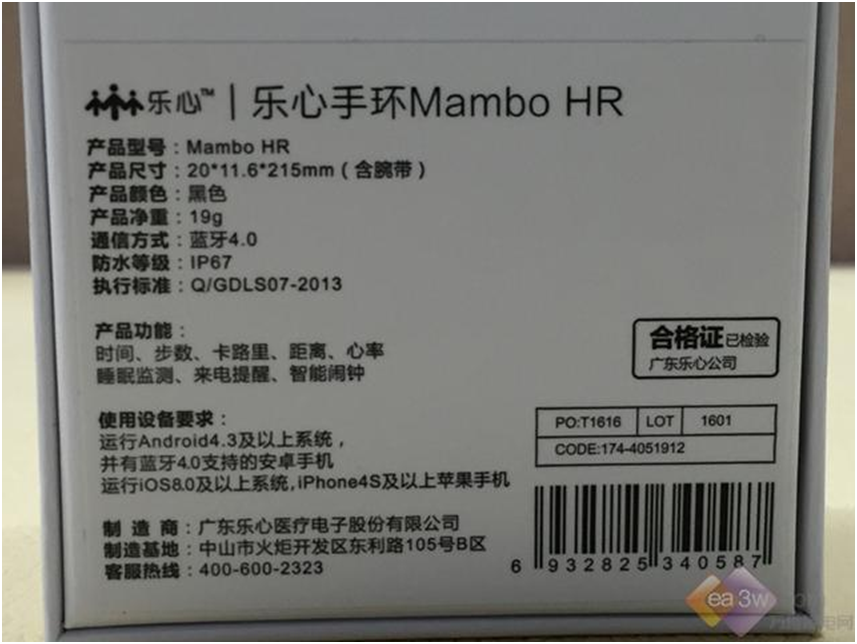 乐心™ | 乐心手环Mambo HR
产品型号：Mambo HR
产品尺寸：20*11.6*215mm（含腕带）
产品颜色：黑色
产品净重：19g
通信方式：蓝牙4.0
防水等级：IP67
执行标准：Q/GDLS07-2013
产品功能：
时间、步数、卡路里、距离、心率
睡眠监测、来电提醒、智能闹钟
合格证已检验
广东乐心公司
使用设备要求：
运行Android4.3及以上系统，
并有蓝牙4.0支持的安卓手机
运行iOS8.0及以上系统,iPhone4S及以上苹果手机
PO:T1616 LOT 1601
CODE:174-4051912
制造商：广东乐心医疗电子股份有限公司
制造基地：中山市火炬开发区东利路105号B区
客服热线：400-600-2323
6 932825 340587
ea3w